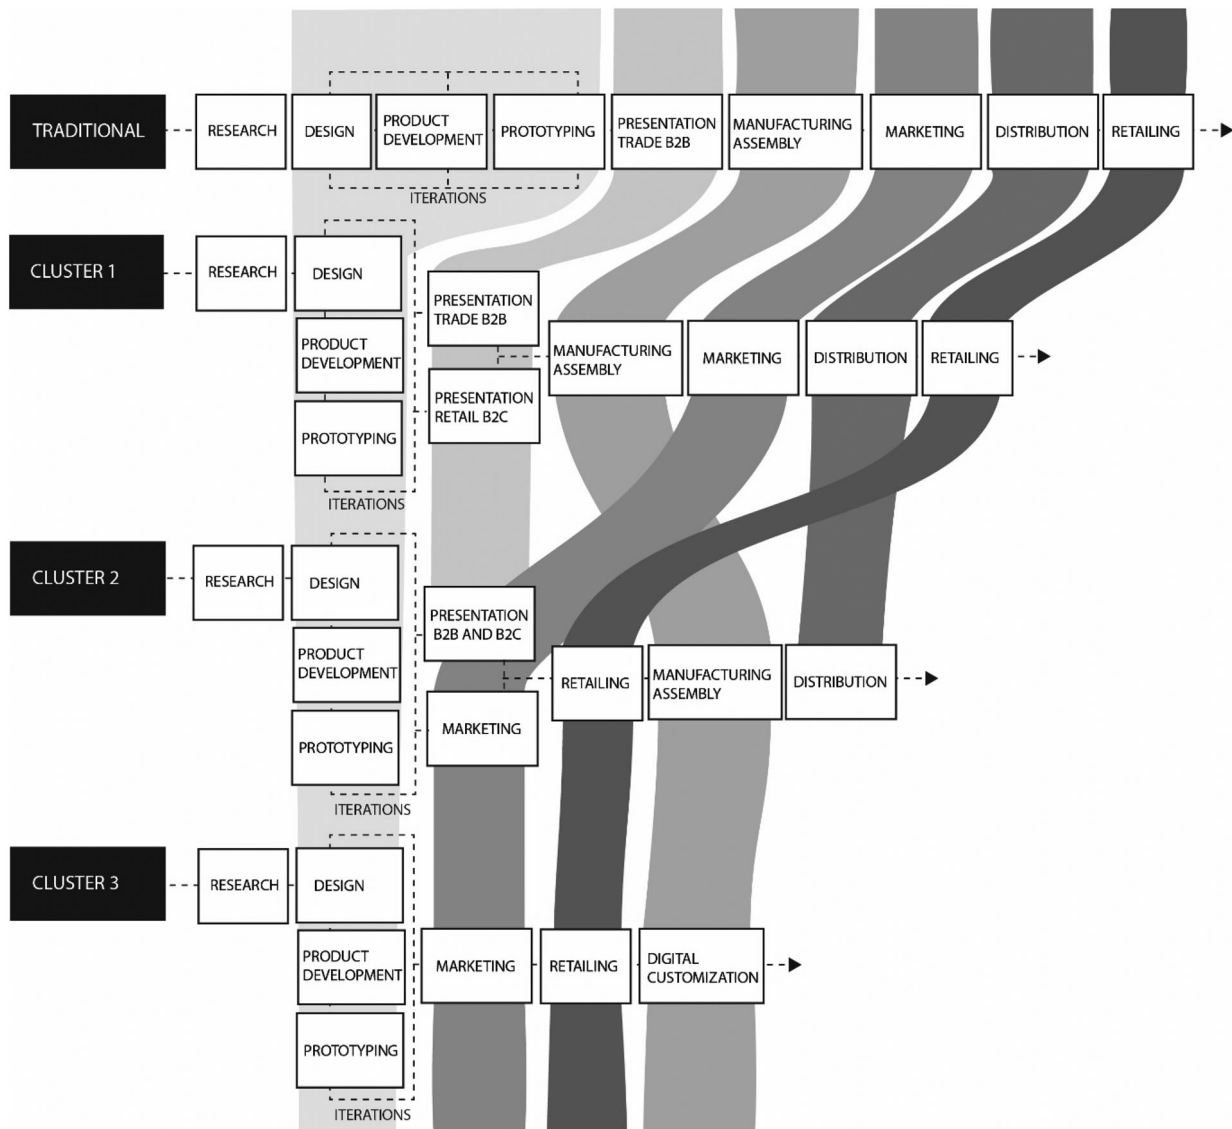 TRADITIONAL
RESEARCH
DESIGN
PRODUCT
DEVELOPMENT
PROTOTYPING
PRESENTATION
TRADE B2B
MANUFACTURING
ASSEMBLY
MARKETING
DISTRIBUTION
RETAILING
ITERATIONS
CLUSTER 1
RESEARCH
DESIGN
PRODUCT
DEVELOPMENT
PROTOTYPING
ITERATIONS
PRESENTATION
TRADE B2B
PRESENTATION
RETAIL B2C
MANUFACTURING
ASSEMBLY
MARKETING
DISTRIBUTION
RETAILING
CLUSTER 2
RESEARCH
DESIGN
PRODUCT
DEVELOPMENT
PROTOTYPING
ITERATIONS
PRESENTATION
B2B AND B2C
MARKETING
RETAILING
MANUFACTURING
ASSEMBLY
DISTRIBUTION
CLUSTER 3
RESEARCH
DESIGN
PRODUCT
DEVELOPMENT
PROTOTYPING
ITERATIONS
MARKETING
RETAILING
DIGITAL
CUSTOMIZATION